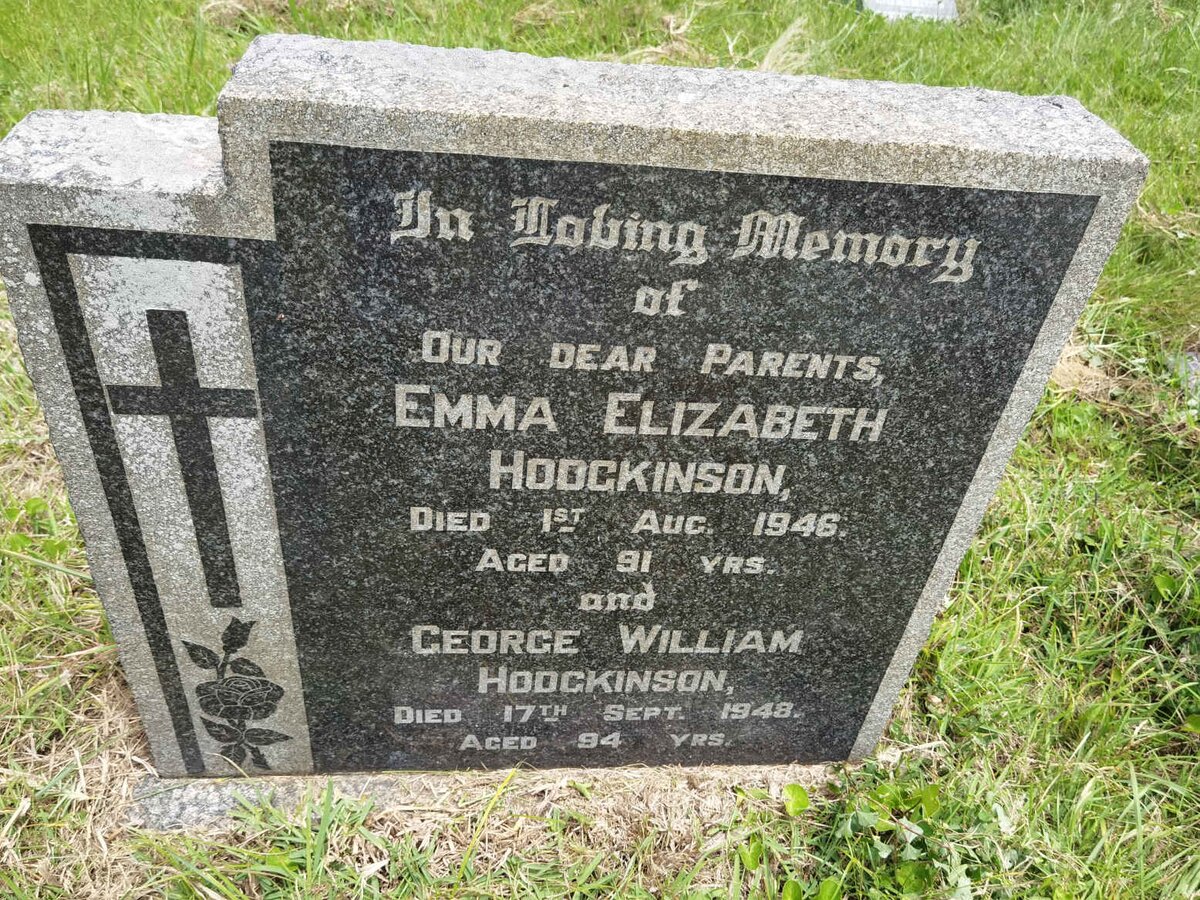 In Loving Memory
of
OUR DEAR PARENTS,
EMMA ELIZABETH
HODGKINSON,
DIED 1ST AUG. 1946.
AGED 91 YRS.
and
GEORGE WILLIAM
HODGKINSON,
DIED 17TH SEPT. 1948.
AGED 94 YRS.